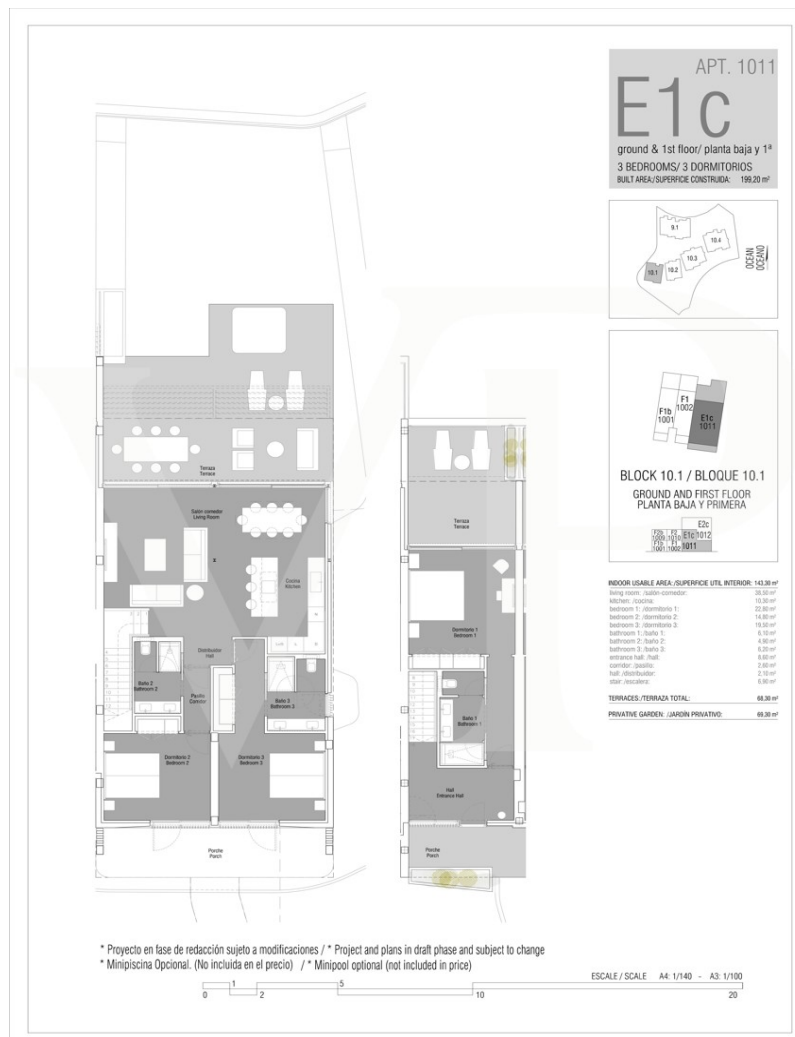 APT. 1011
E1c
ground & 1st floor/ planta baja y 1ª
3 BEDROOMS/ 3 DORMITORIOS
BUILT AREA:/SUPERFICIE CONSTRUIDA: 199,20 m²
9.1
10.4
10.3
10.2
10.1
OCEAN
OCEANO
F1b
1001
F1
1002
E1c
1011
BLOCK 10.1 / BLOQUE 10.1
GROUND AND FIRST FLOOR
PLANTA BAJA Y PRIMERA
E2c
F2b F2 E1c 1012
1009 1010
F1b F1
1001 1002 1011
INDOOR USABLE AREA:/SUPERFICIE UTIL INTERIOR: 143,30 m²
living room: /salón-comedor: 38,50 m²
kitchen: /cocina: 10,30 m²
bedroom 1: /dormitorio 1: 22,80 m²
bedroom 2: /dormitorio 2: 14,80 m²
bedroom 3: /dormitorio 3: 19,50 m²
bathroom 1: /baño 1: 6,10 m²
bathroom 2: /baño 2: 4,90 m²
bathroom 3: /baño 3: 6,20 m²
entrance hall: /hall: 8,60 m²
corridor: /pasillo: 2,60 m²
hall: /distribuidor: 2,10 m²
stair: /escalera: 6,90 m²
TERRACES:/TERRAZA TOTAL: 68,30 m²
PRIVATIVE GARDEN: /JARDÍN PRIVATIVO: 69,30 m²
Terraza
Terrace
Salón comedor
Living Room
Cocina
Kitchen
Distribuidor
Hall
Baño 2
Bathroom 2
Pasillo
Corridor
Baño 3
Bathroom 3
Dormitorio 2
Bedroom 2
Dormitorio 3
Bedroom 3
Porche
Porch
Terraza
Terrace
Dormitorio 1
Bedroom 1
Baño 1
Bathroom 1
Hall
Entrance Hall
Porche
Porch
* Proyecto en fase de redacción sujeto a modificaciones / * Project and plans in draft phase and subject to change
* Minipiscina Opcional. (No incluida en el precio) / * Minipool optional (not included in price)
ESCALE / SCALE A4: 1/140 - A3: 1/100
0 1 2 5 10 20